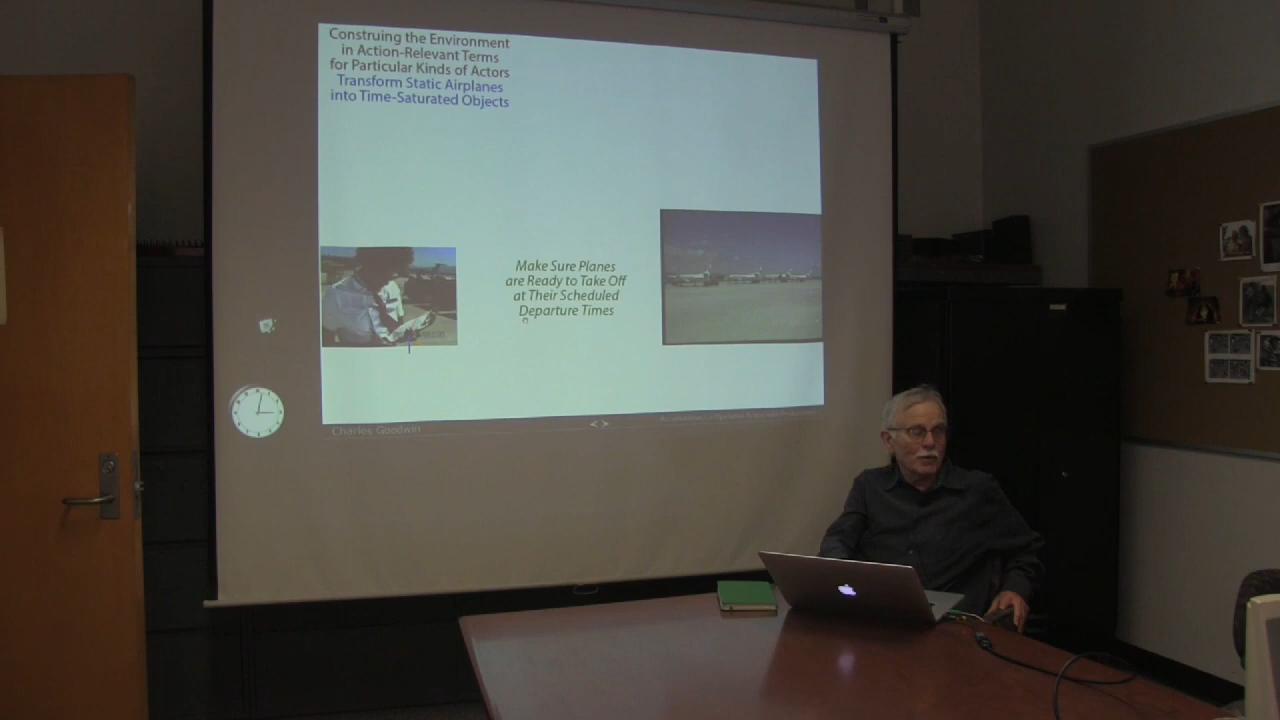 Construing the Environment
in Action-Relevant Terms
for Particular Kinds of Actors
Transform Static Airplanes
into Time-Saturated Objects
Make Sure Planes
are Ready to Take Off
at Their Scheduled
Departure Times
Charles Goodwin
< >